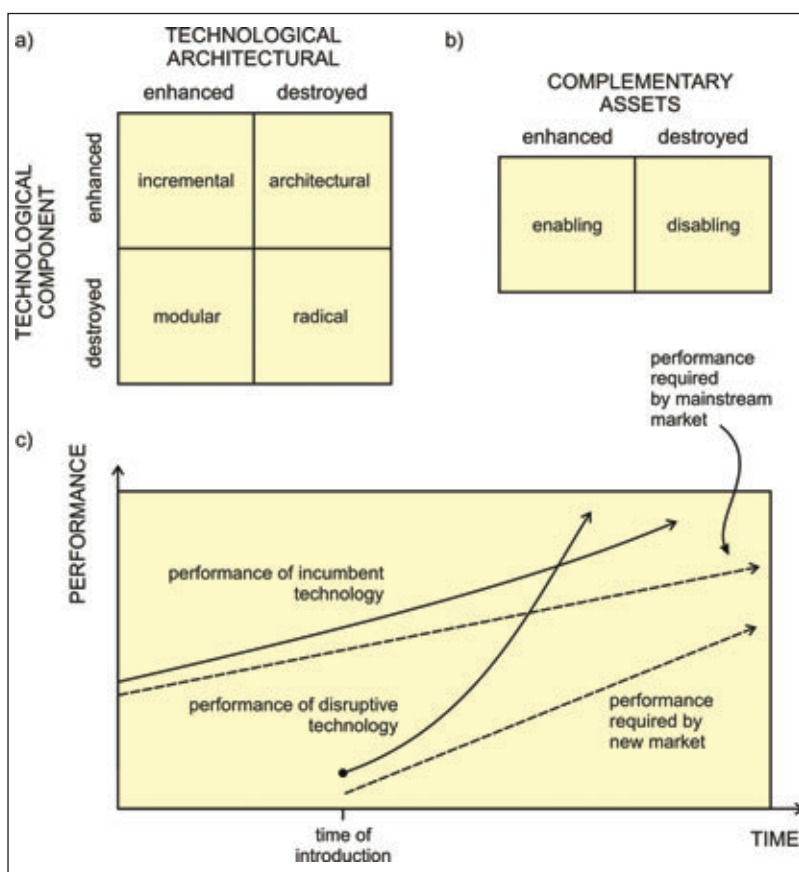 a)
TECHNOLOGICAL
ARCHITECTURAL
enhanced destroyed
TECHNOLOGICAL
COMPONENT
enhanced
destroyed
incremental architectural
modular radical
b)
COMPLEMENTARY
ASSETS
enhanced destroyed
enabling disabling
c)
PERFORMANCE
performance
required
by mainstream
market
performance of incumbent
technology
performance of disruptive
technology
performance
required by
new market
time of
introduction
TIME